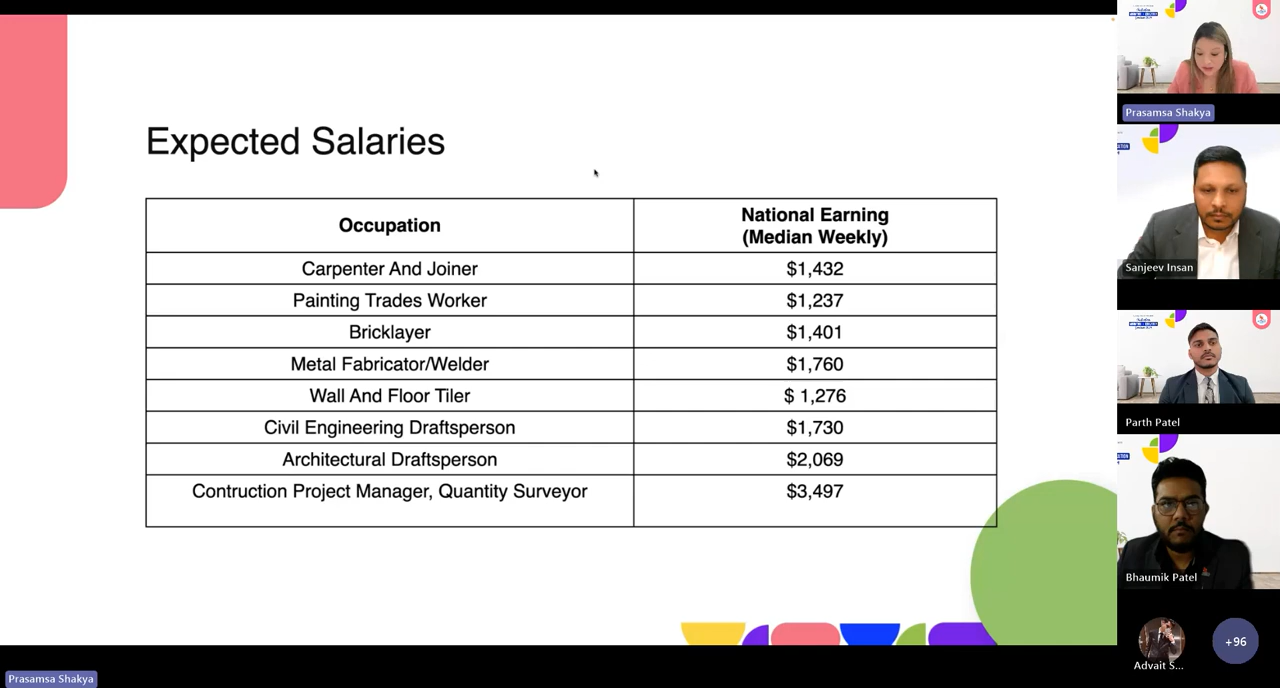 Expected Salaries
Occupation
National Earning
(Median Weekly)
Carpenter And Joiner
$1,432
Painting Trades Worker
$1,237
Bricklayer
$1,401
Metal Fabricator/Welder
$1,760
Wall And Floor Tiler
$ 1,276
Civil Engineering Draftsperson
$1,730
Architectural Draftsperson
$2,069
Contruction Project Manager, Quantity Surveyor
$3,497
Prasamsa Shakya
Sanjeev Insan
Parth Patel
Bhaumik Patel
Advait S...
+96
Prasamsa Shakya